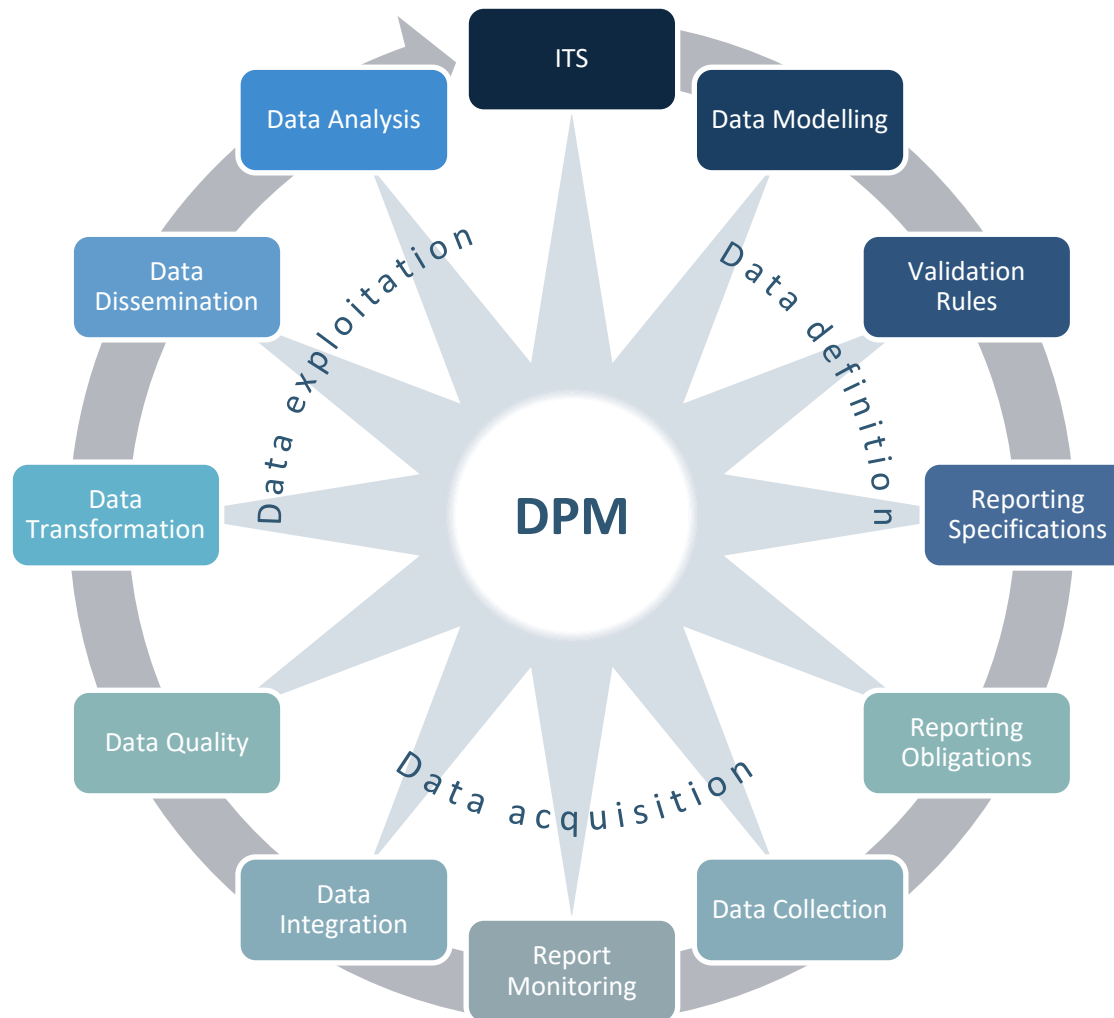 ITS
Data Modelling
Validation
Rules
Reporting
Specifications
Reporting
Obligations
Data Collection
Report
Monitoring
Data
Integration
Data Quality
Data
Transformation
Data
Dissemination
Data Analysis
Data definition
Data acquisition
Data exploitation
DPM